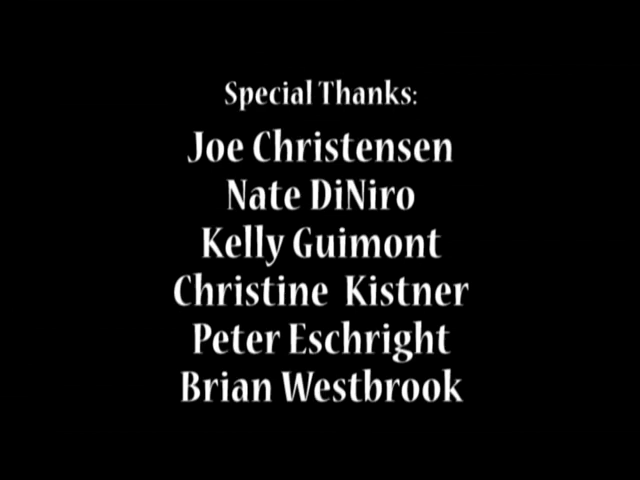 Special Thanks:
Joe Christensen
Nate DiNiro
Kelly Guimont
Christine Kistner
Peter Eschright
Brian Westbrook